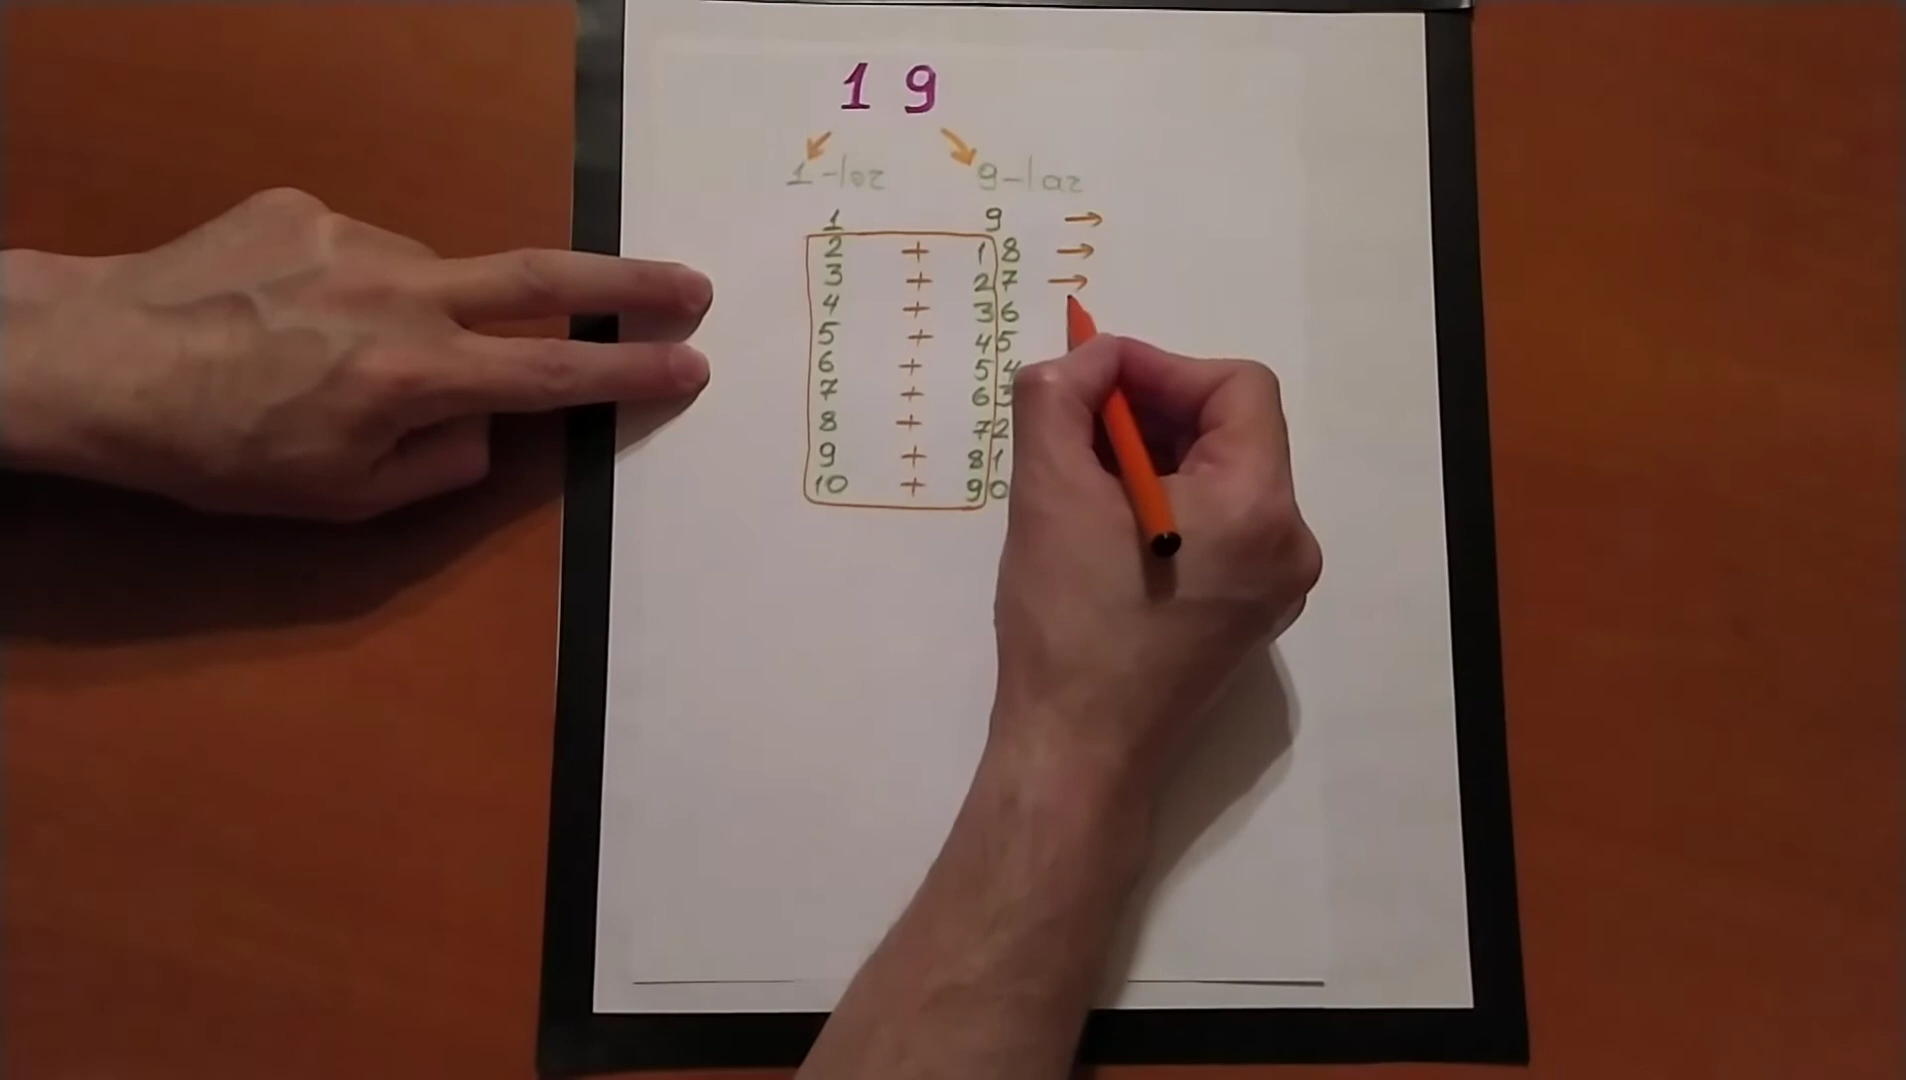 1 9
1-lər 9-lar
1 9 →
2 + 18 →
3 + 27 →
4 + 36
5 + 45
6 + 54
7 + 63
8 + 72
9 + 81
10 + 90